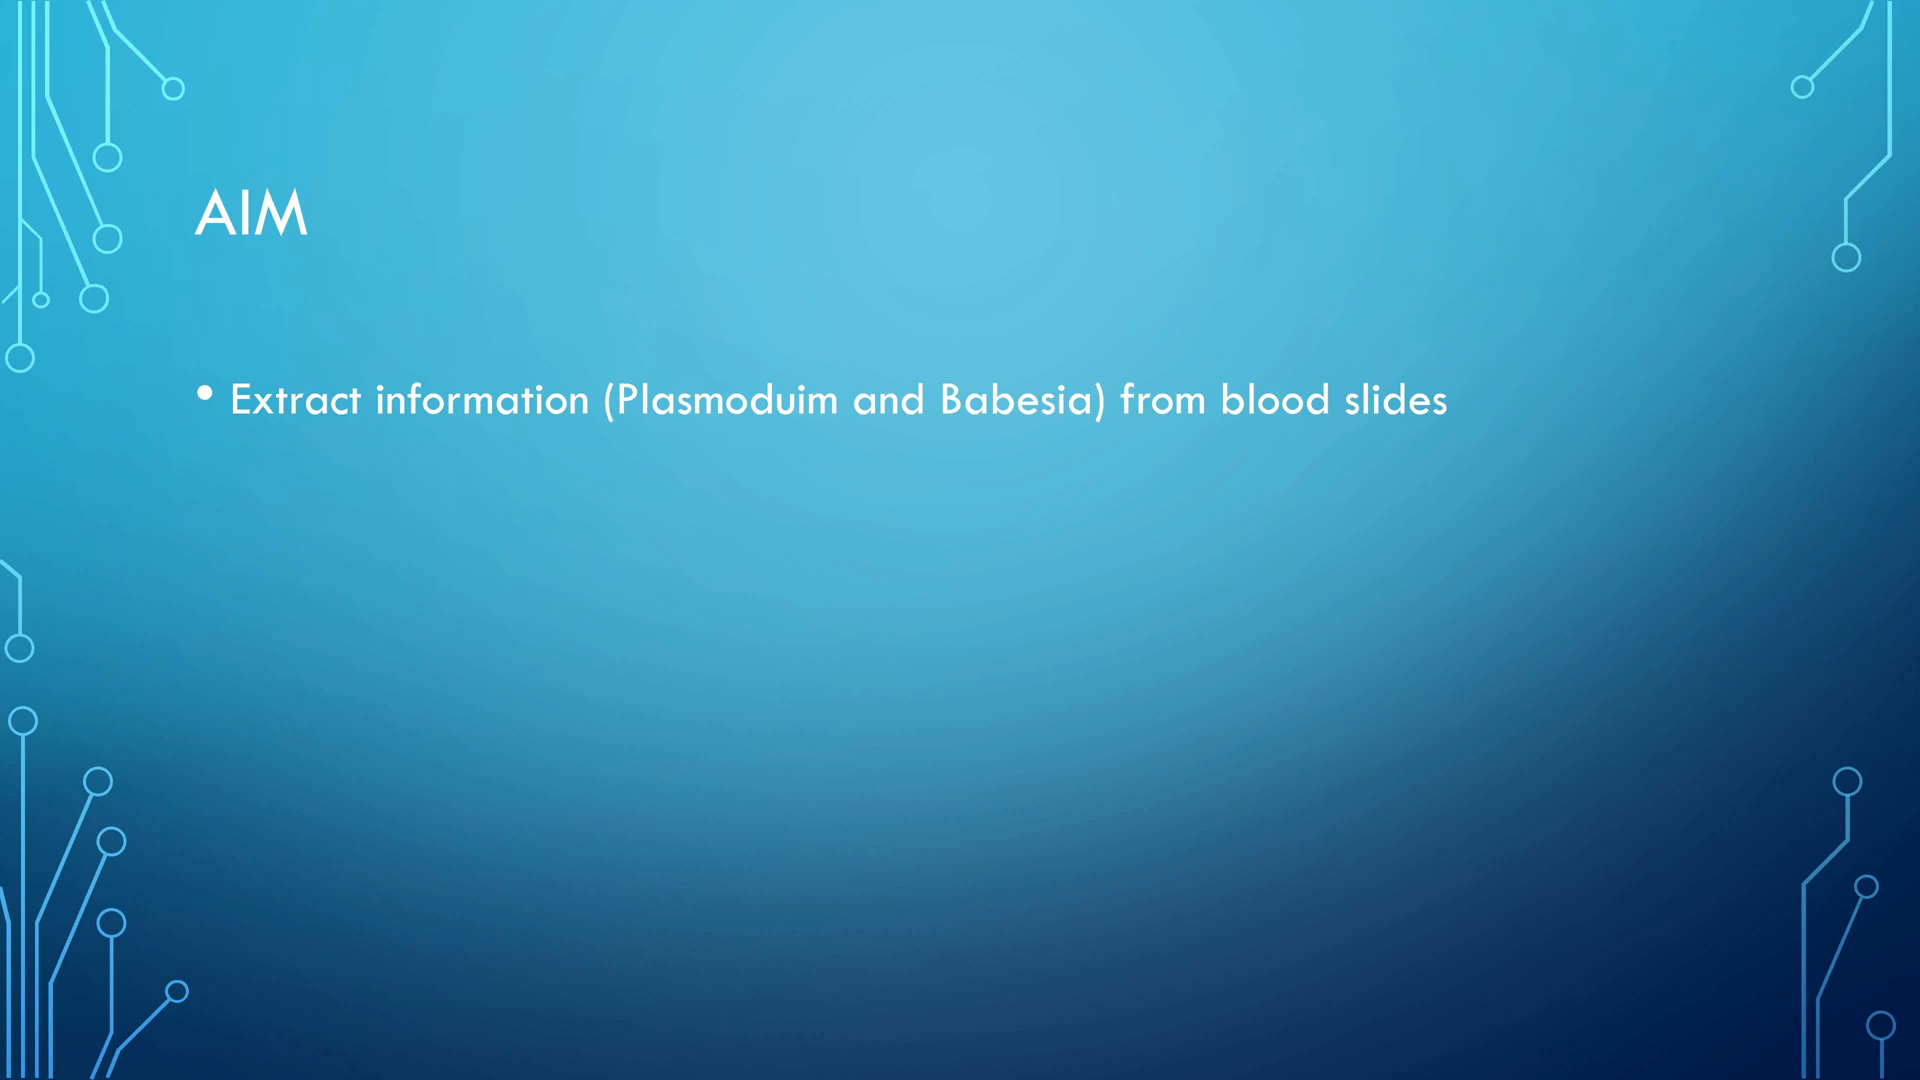 AIM
• Extract information (Plasmoduim and Babesia) from blood slides